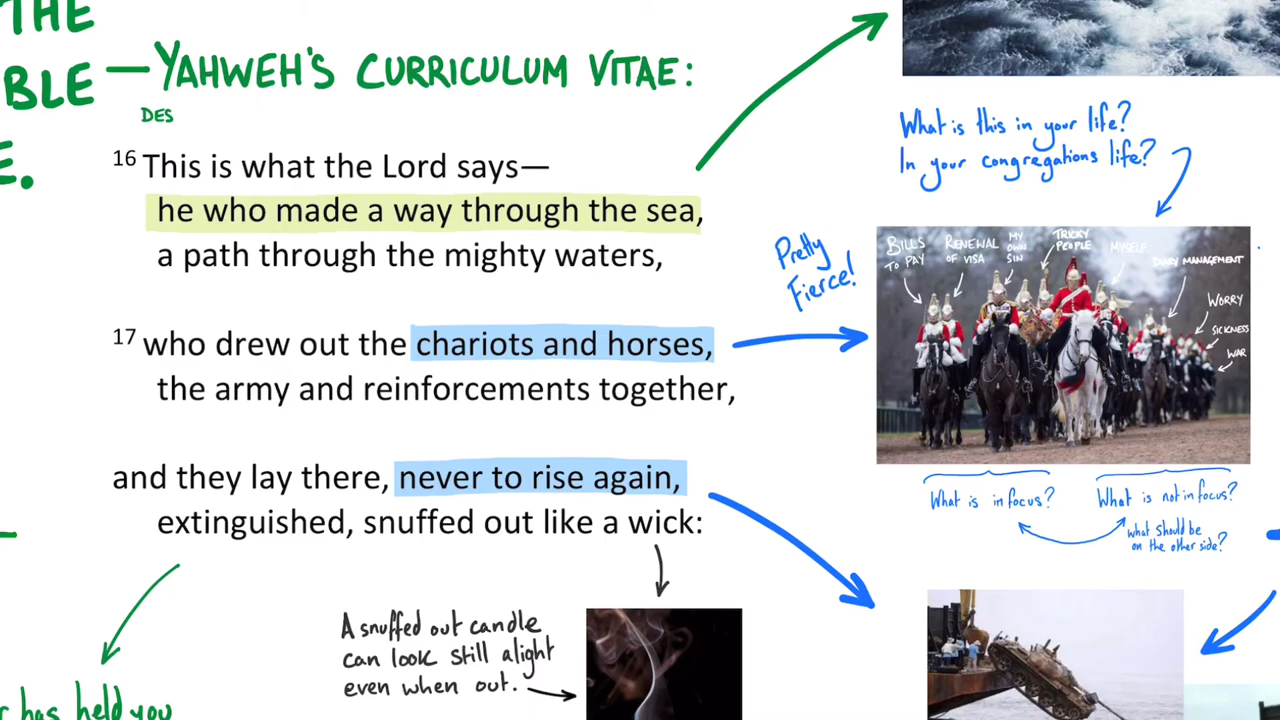 THE
BLE
E.
— YAHWEH'S CURRICULUM VITAE:
DES
16 This is what the Lord says—
he who made a way through the sea,
a path through the mighty waters,
17 who drew out the chariots and horses,
the army and reinforcements together,
and they lay there, never to rise again,
extinguished, snuffed out like a wick:
A snuffed out candle
can look still alight
even when out.
r has held you
What is this in your life?
In your congregations life?
Pretty
Fierce!
BILLS
TO PAY
RENEWAL
OF VISA
MY
OWN
SIN
TRICKY
PEOPLE
MYSELF
DIARY MANAGEMENT
WORRY
SICKNESS
WAR
What is in focus?
What is not in focus?
what should be
on the other side?